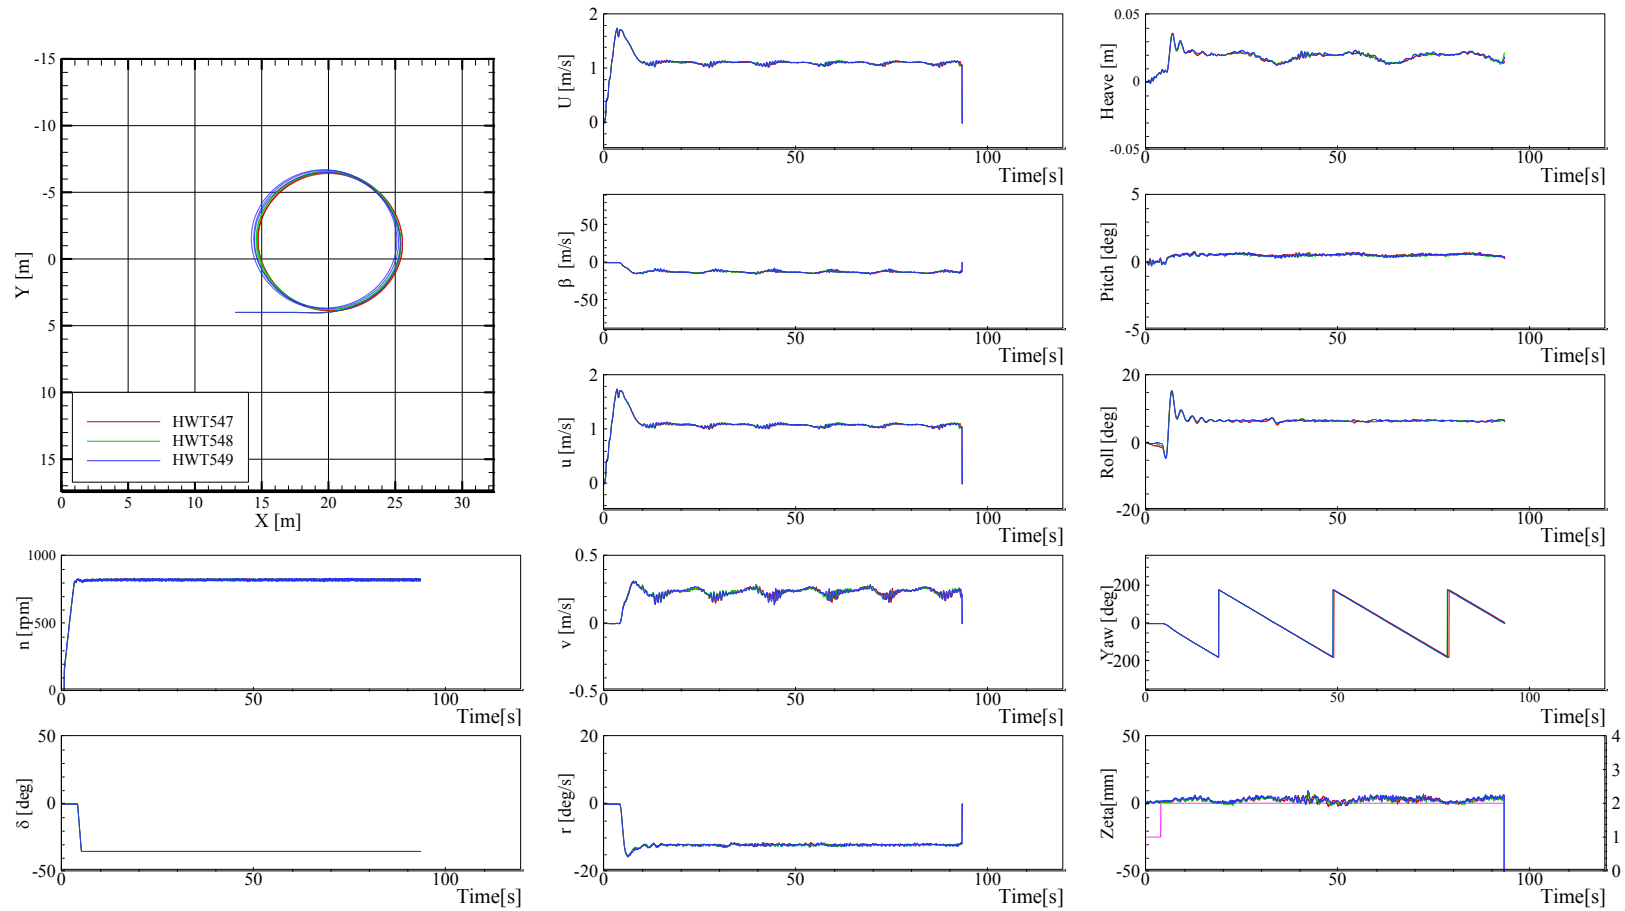 -15
-10
-5
0
5
10
15
Y [m]
0 5 10 15 20 25 30
X [m]
HWT547
HWT548
HWT549
2
1
0
U [m/s]
0 50 100
Time[s]
0.05
0
-0.05
Heave [m]
0 50 100
Time[s]
50
0
-50
β [m/s]
0 50 100
Time[s]
5
0
-5
Pitch [deg]
0 50 100
Time[s]
2
1
0
u [m/s]
0 50 100
Time[s]
20
0
-20
Roll [deg]
0 50 100
Time[s]
1000
500
0
n [rpm]
0 50 100
Time[s]
0.5
0
-0.5
v [m/s]
0 50 100
Time[s]
200
0
-200
Yaw [deg]
0 50 100
Time[s]
50
0
-50
δ [deg]
0 50 100
Time[s]
20
0
-20
r [deg/s]
0 50 100
Time[s]
50
0
-50
Zeta[mm]
4
3
2
1
0
0 50 100
Time[s]